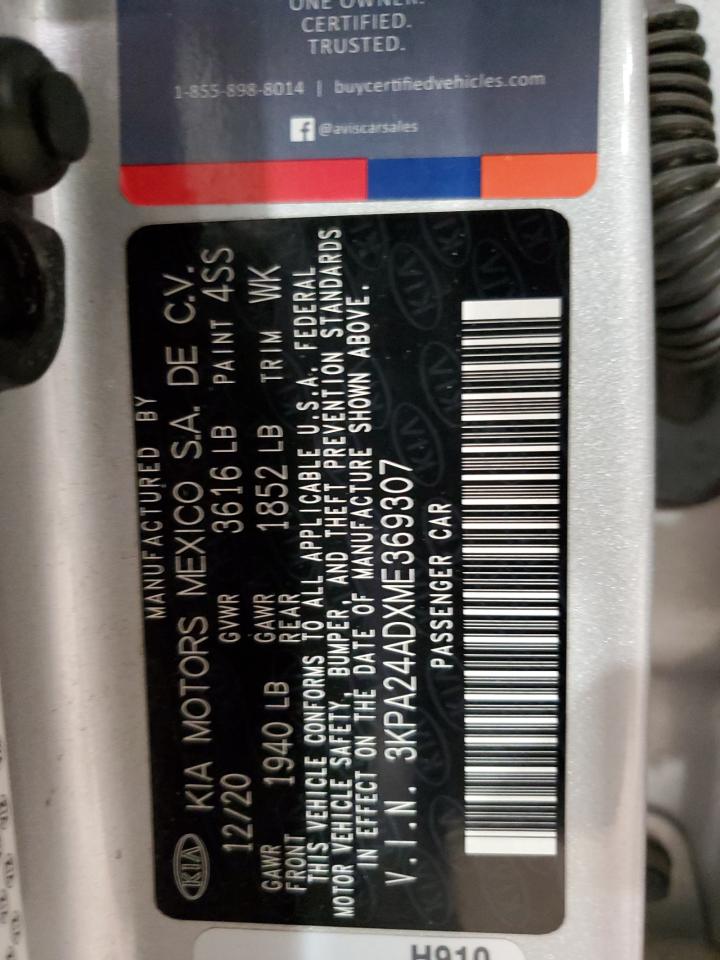 ONE OWNER.
CERTIFIED.
TRUSTED.
1-855-898-8014 | buycertifiedvehicles.com
@aviscarsales
MANUFACTURED BY
KIA KIA MOTORS MEXICO S.A. DE C.V.
12/20 GVWR 3616 LB PAINT 4SS
GAWR FRONT 1940 LB GAWR REAR 1852 LB TRIM WK
THIS VEHICLE CONFORMS TO ALL APPLICABLE U.S.A. FEDERAL
MOTOR VEHICLE SAFETY, BUMPER, AND THEFT PREVENTION STANDARDS
IN EFFECT ON THE DATE OF MANUFACTURE SHOWN ABOVE.
V.I.N. 3KPA24ADXME369307
PASSENGER CAR
H910